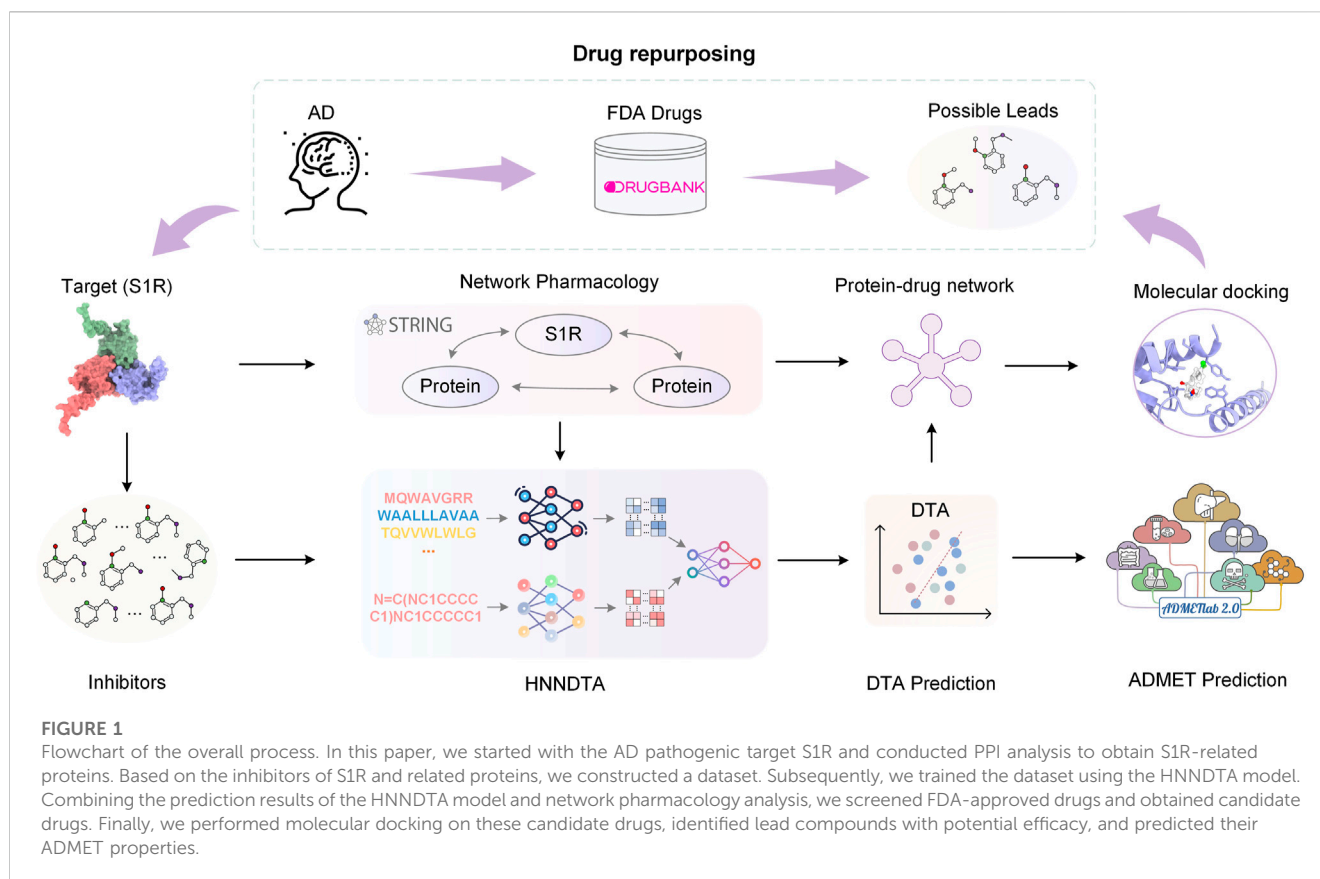 Drug repurposing
AD
FDA Drugs
Possible Leads
DRUGBANK
Target (S1R)
Network Pharmacology
Protein-drug network
Molecular docking
STRING
S1R
Protein
Protein
MQWAVGRR
WAALLLAVAA
TQVVWLWLG
...
N=C(NC1CCCC
C1)NC1CCCCC1
DTA
ADMETlab 2.0
Inhibitors
HNNDTA
DTA Prediction
ADMET Prediction
FIGURE 1
Flowchart of the overall process. In this paper, we started with the AD pathogenic target S1R and conducted PPI analysis to obtain S1R-related
proteins. Based on the inhibitors of S1R and related proteins, we constructed a dataset. Subsequently, we trained the dataset using the HNNDTA model.
Combining the prediction results of the HNNDTA model and network pharmacology analysis, we screened FDA-approved drugs and obtained candidate
drugs. Finally, we performed molecular docking on these candidate drugs, identified lead compounds with potential efficacy, and predicted their
ADMET properties.